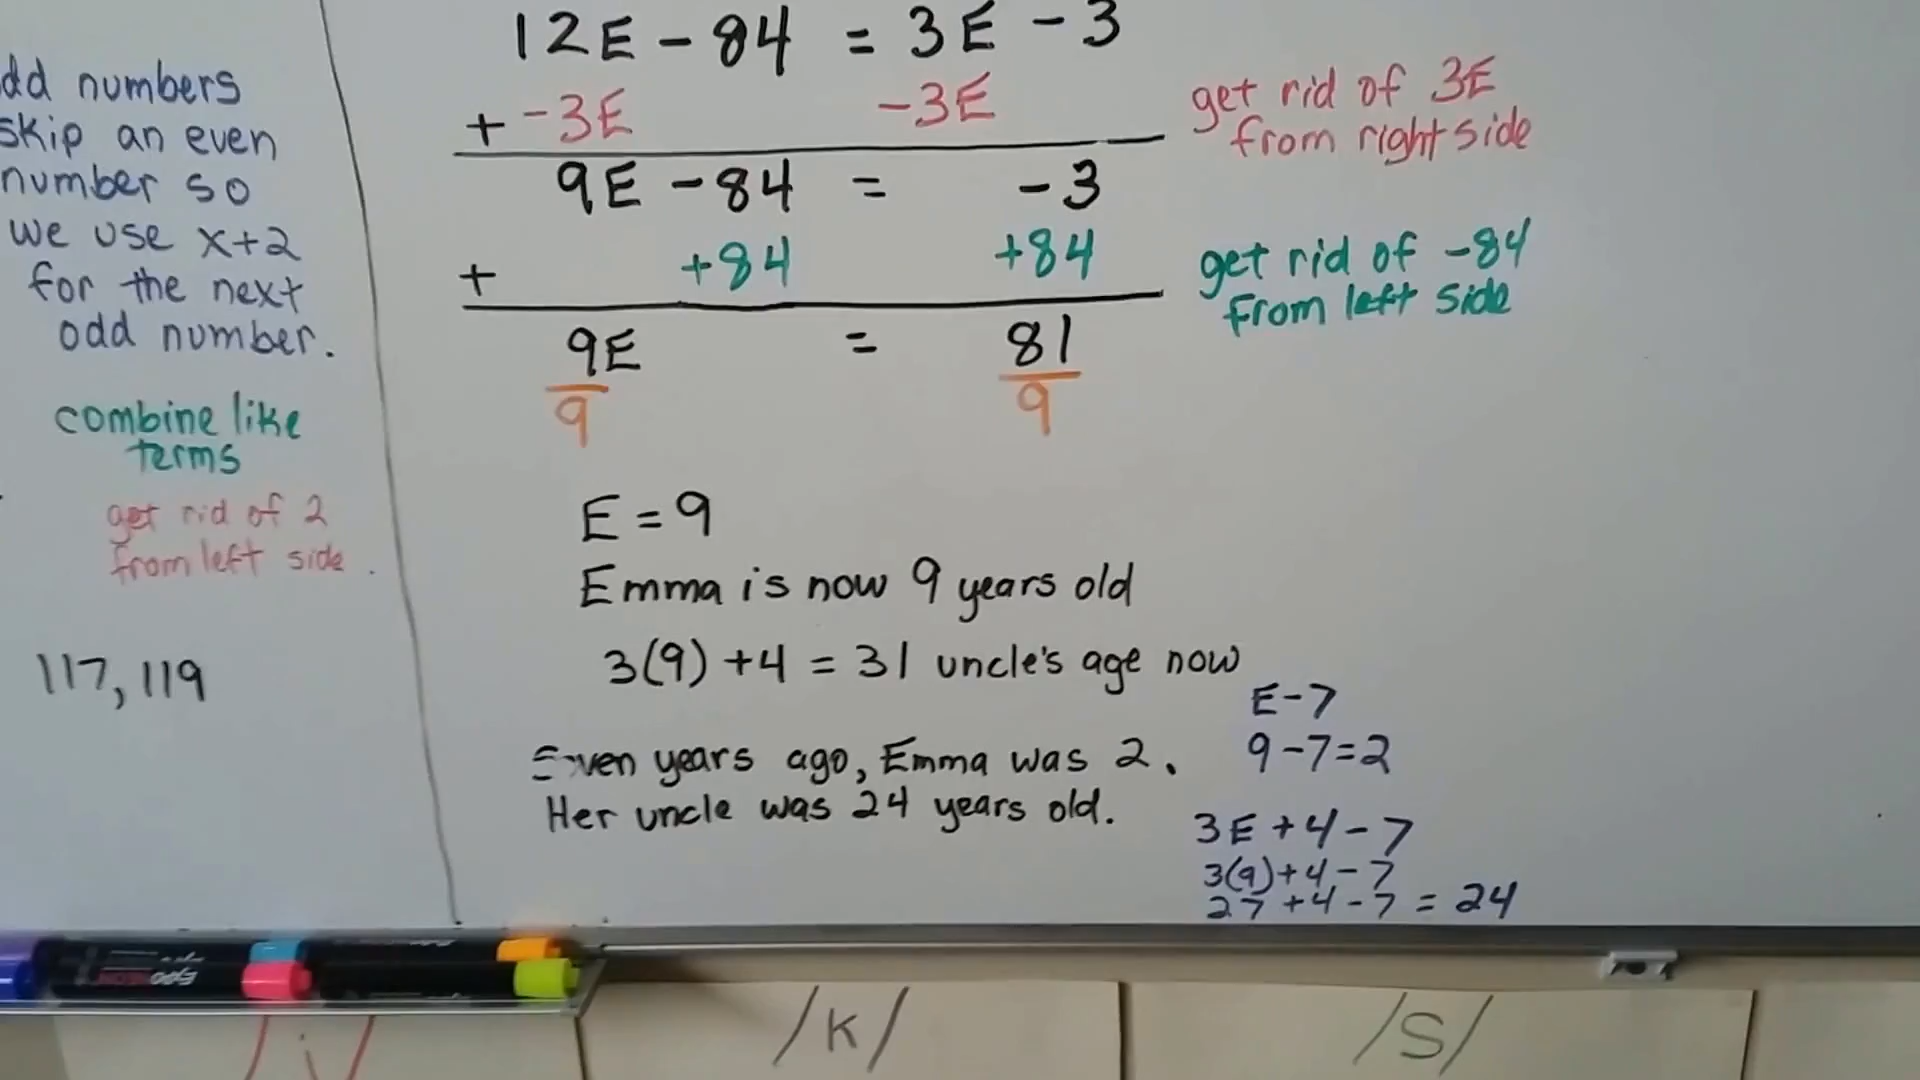 dd numbers
skip an even
number so
we use x+2
for the next
odd number.
combine like
terms
get rid of 2
from left side.
117, 119
12E - 84 = 3E - 3
+ -3E -3E
get rid of 3E
from right side
9E - 84 = -3
+ +84 +84
get rid of -84
from left side
9E = 81
9 9
E = 9
Emma is now 9 years old
3(9) + 4 = 31 uncle's age now
E-7
9-7=2
years ago, Emma was 2.
Her uncle was 24 years old.
3E+4-7
3(9)+4-7
27+4-7 = 24
EXPO
/i/
/K/
/S/